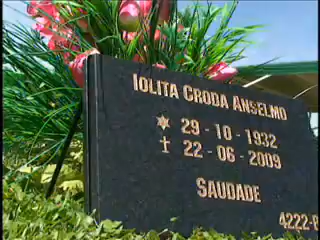 Iolita Croda Anselmo
29 - 10 - 1932
22 - 06 - 2009
Saudade
4222-B